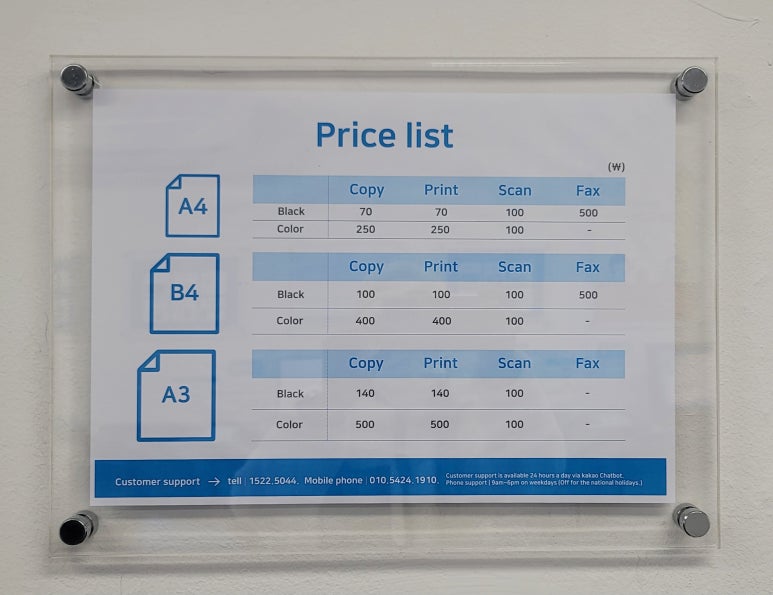 Price list
(₩)
A4
Copy Print Scan Fax
Black 70 70 100 500
Color 250 250 100 -
B4
Copy Print Scan Fax
Black 100 100 100 500
Color 400 400 100 -
A3
Copy Print Scan Fax
Black 140 140 100 -
Color 500 500 100 -
Customer support → tell | 1522.5044. Mobile phone | 010.5424.1910.
Customer support is available 24 hours a day via kakao Chatbot.
Phone support | 9am~6pm on weekdays (Off for the national holidays.)